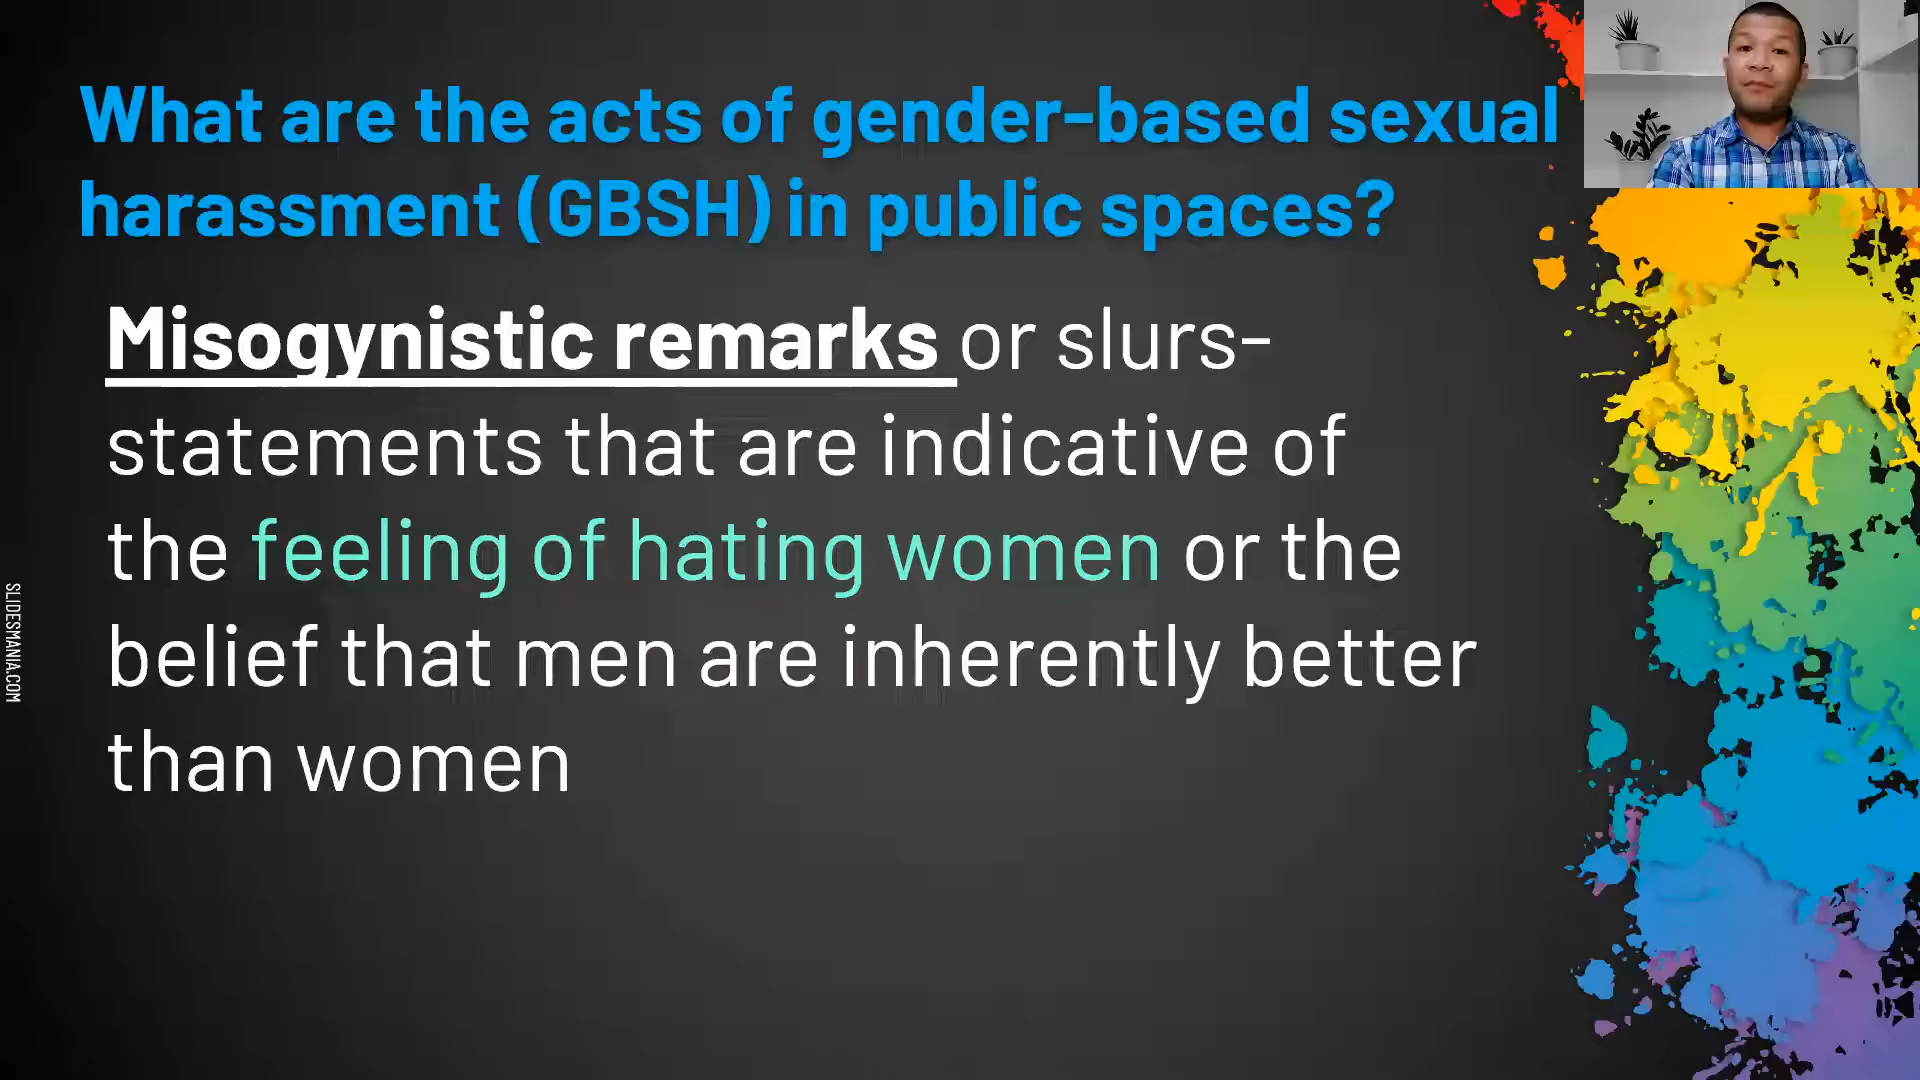 What are the acts of gender-based sexual
harassment (GBSH) in public spaces?
Misogynistic remarks or slurs-
statements that are indicative of
the feeling of hating women or the
belief that men are inherently better
than women
SLIDESMANIA.COM